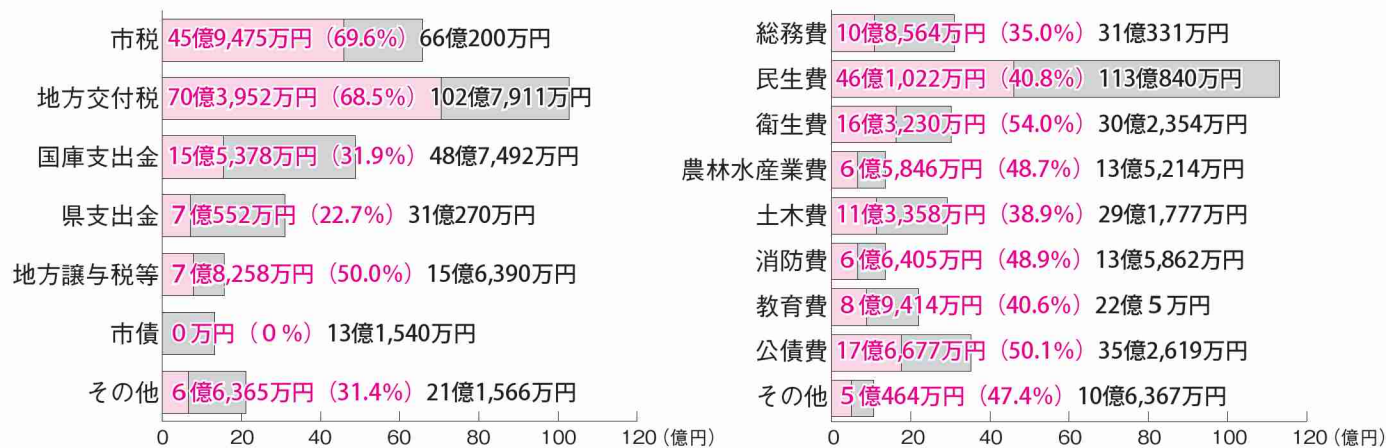 市税 45億9,475万円（69.6%） 66億200万円
地方交付税 70億3,952万円（68.5%） 102億7,911万円
国庫支出金 15億5,378万円（31.9%） 48億7,492万円
県支出金 7億552万円（22.7%） 31億270万円
地方譲与税等 7億8,258万円（50.0%） 15億6,390万円
市債 0万円（0%） 13億1,540万円
その他 6億6,365万円（31.4%） 21億1,566万円
0 20 40 60 80 100 120（億円）
総務費 10億8,564万円（35.0%） 31億331万円
民生費 46億1,022万円（40.8%） 113億840万円
衛生費 16億3,230万円（54.0%） 30億2,354万円
農林水産業費 6億5,846万円（48.7%） 13億5,214万円
土木費 11億3,358万円（38.9%） 29億1,777万円
消防費 6億6,405万円（48.9%） 13億5,862万円
教育費 8億9,414万円（40.6%） 22億5万円
公債費 17億6,677万円（50.1%） 35億2,619万円
その他 5億464万円（47.4%） 10億6,367万円
0 20 40 60 80 100 120（億円）